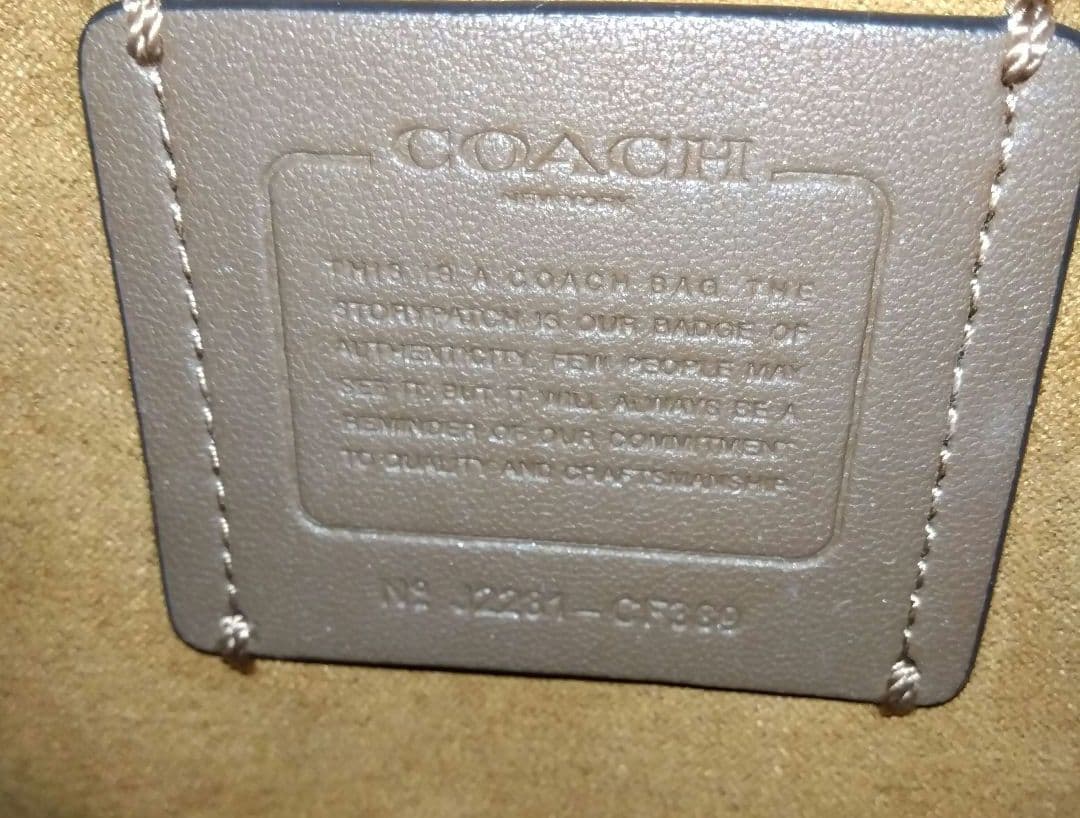 COACH
NEW YORK
THIS IS A COACH BAG. THE
STORYPATCH IS OUR BADGE OF
AUTHENTICITY. FEW PEOPLE MAY
SEE IT, BUT IT WILL ALWAYS BE A
REMINDER OF OUR COMMITMENT
TO QUALITY AND CRAFTSMANSHIP.
Nº J2231-CF389